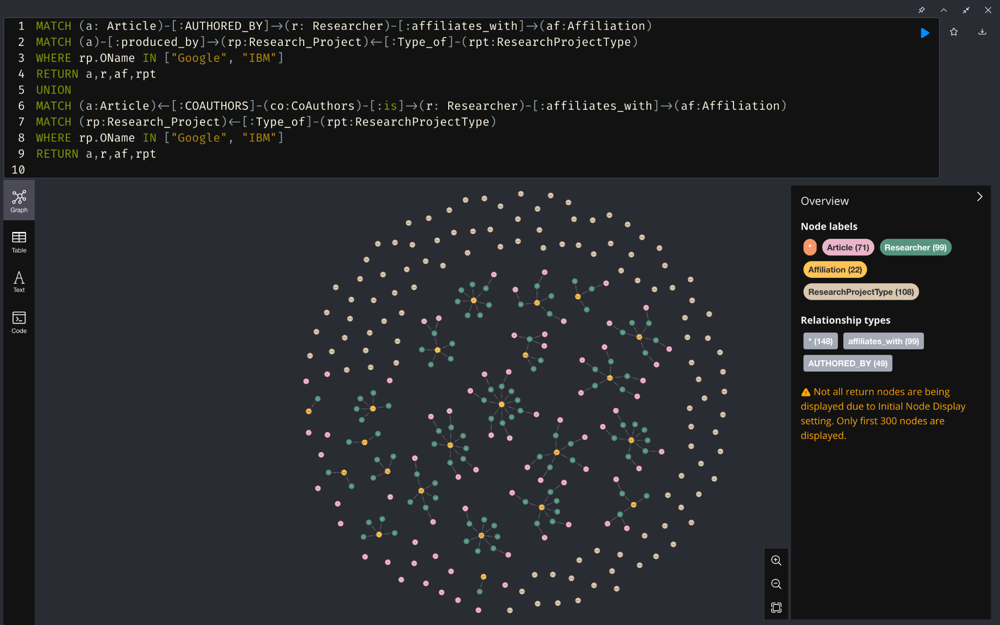 1 MATCH (a: Article)-[:AUTHORED_BY]→(r: Researcher)-[:affiliates_with]→(af:Affiliation)
2 MATCH (a)-[:produced_by]→(rp:Research_Project)←[:Type_of]-(rpt:ResearchProjectType)
3 WHERE rp.OName IN ["Google", "IBM"]
4 RETURN a,r,af,rpt
5 UNION
6 MATCH (a:Article)←[:COAUTHORS]-(co:CoAuthors)-[:is]→(r: Researcher)-[:affiliates_with]→(af:Affiliation)
7 MATCH (rp:Research_Project)←[:Type_of]-(rpt:ResearchProjectType)
8 WHERE rp.OName IN ["Google", "IBM"]
9 RETURN a,r,af,rpt
10
Graph
Table
Text
Code
Overview
Node labels
* Article (71) Researcher (99)
Affiliation (22)
ResearchProjectType (108)
Relationship types
* (148) affiliates_with (99)
AUTHORED_BY (49)
Not all return nodes are being
displayed due to Initial Node Display
setting. Only first 300 nodes are
displayed.